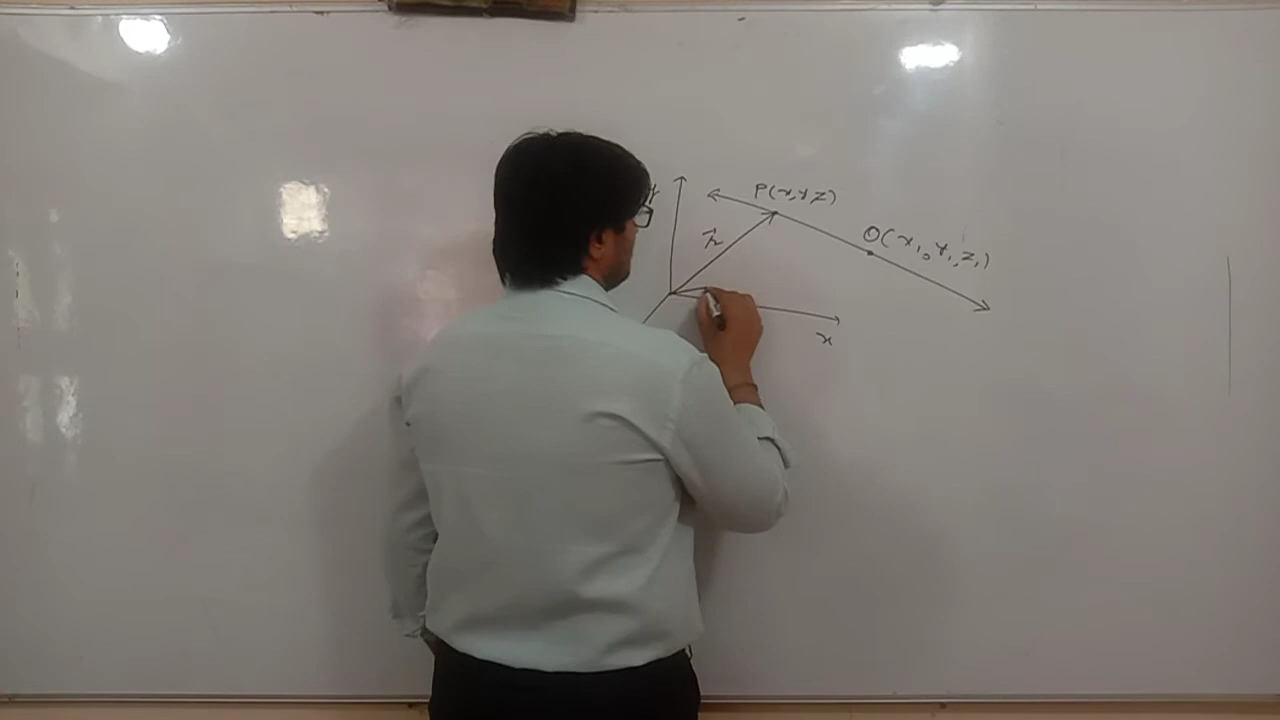 y
P(x,y,z)
r⃗
Q(x₁,y₁,z₁)
x